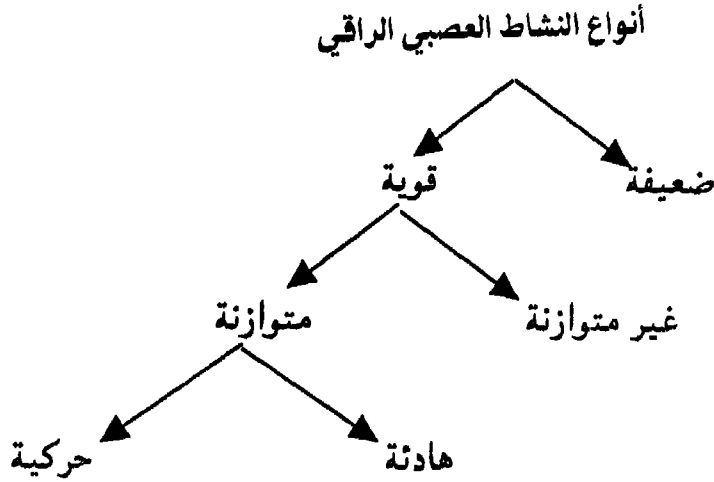 أنواع النشاط العصبي الراقي
ضعيفة
قوية
غير متوازنة
متوازنة
هادئة
حركية